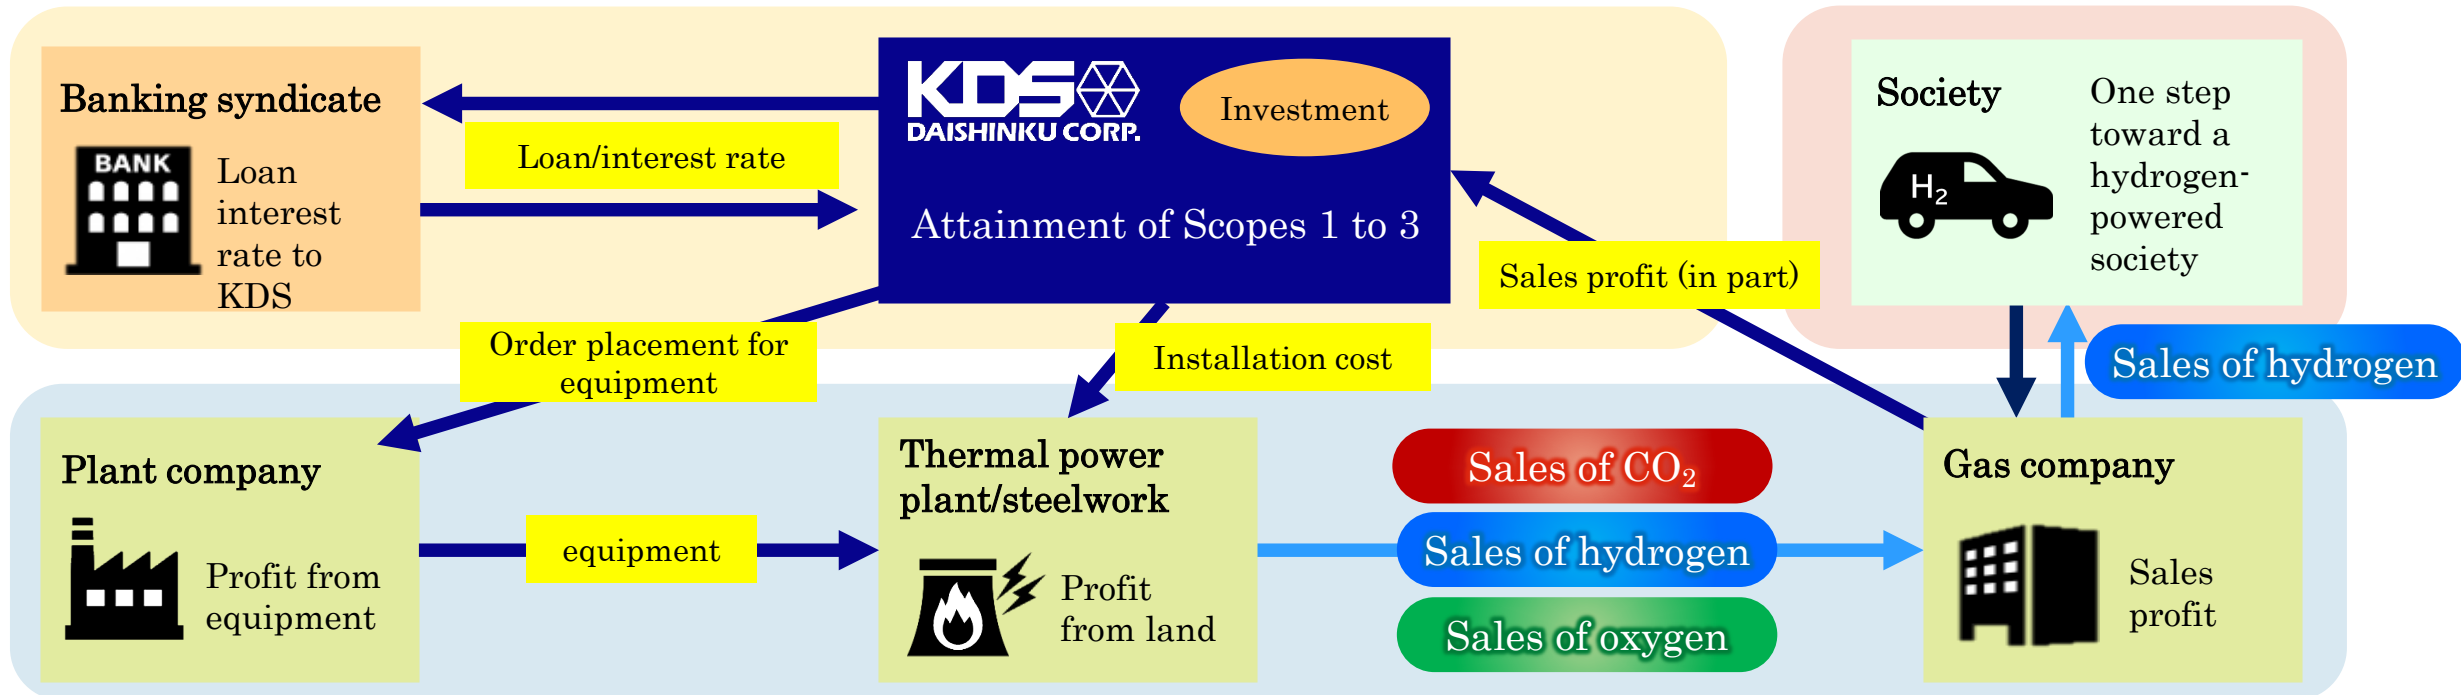 Banking syndicate
BANK
Loan
interest
rate to
KDS
Loan/interest rate
KDS
DAISHINKU CORP.
Investment
Attainment of Scopes 1 to 3
Society
H₂
One step
toward a
hydrogen-
powered
society
Sales profit (in part)
Order placement for
equipment
Installation cost
Sales of hydrogen
Plant company
Profit from
equipment
equipment
Thermal power
plant/steelwork
Profit
from land
Sales of CO₂
Sales of hydrogen
Sales of oxygen
Gas company
Sales
profit